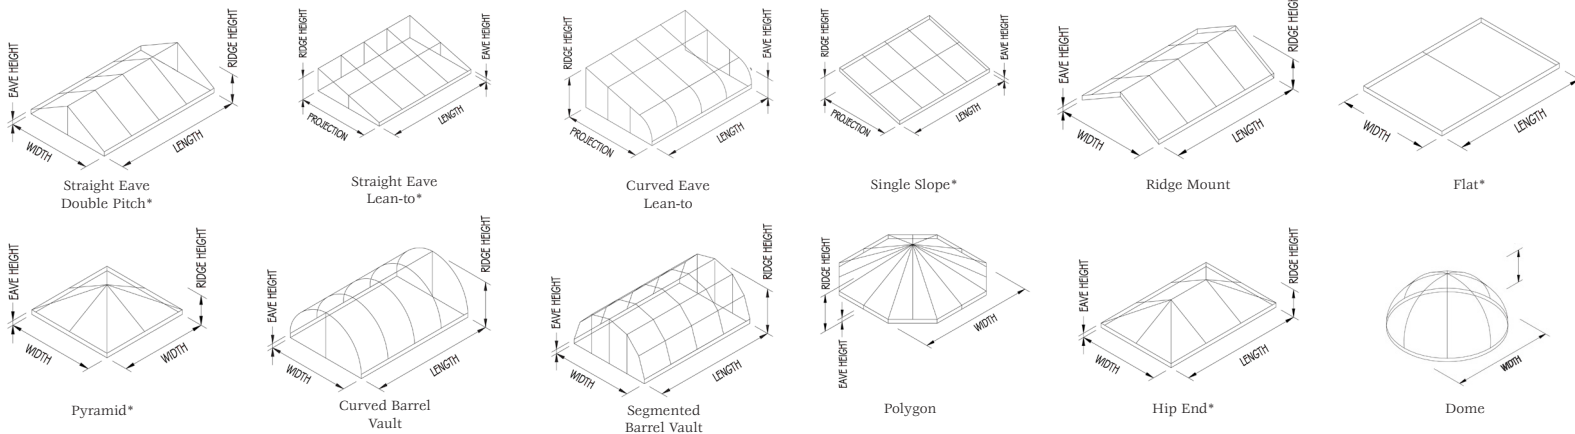 EAVE HEIGHT
RIDGE HEIGHT
WIDTH
LENGTH
Straight Eave
Double Pitch*
RIDGE HEIGHT
EAVE HEIGHT
PROJECTION
LENGTH
Straight Eave
Lean-to*
RIDGE HEIGHT
EAVE HEIGHT
PROJECTION
LENGTH
Curved Eave
Lean-to
RIDGE HEIGHT
EAVE HEIGHT
PROJECTION
LENGTH
Single Slope*
EAVE HEIGHT
RIDGE HEIGHT
WIDTH
LENGTH
Ridge Mount
WIDTH
LENGTH
Flat*
EAVE HEIGHT
RIDGE HEIGHT
WIDTH
WIDTH
Pyramid*
EAVE HEIGHT
RIDGE HEIGHT
WIDTH
LENGTH
Curved Barrel
Vault
EAVE HEIGHT
RIDGE HEIGHT
WIDTH
LENGTH
Segmented
Barrel Vault
RIDGE HEIGHT
EAVE HEIGHT
WIDTH
Polygon
EAVE HEIGHT
RIDGE HEIGHT
WIDTH
LENGTH
Hip End*
WIDTH
Dome